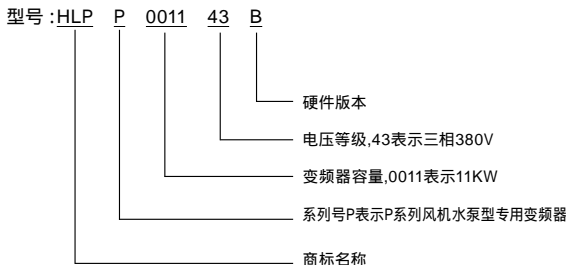 型号:HLP P 0011 43 B
硬件版本
电压等级,43表示三相380V
变频器容量,0011表示11KW
系列号P表示P系列风机水泵型专用变频器
商标名称